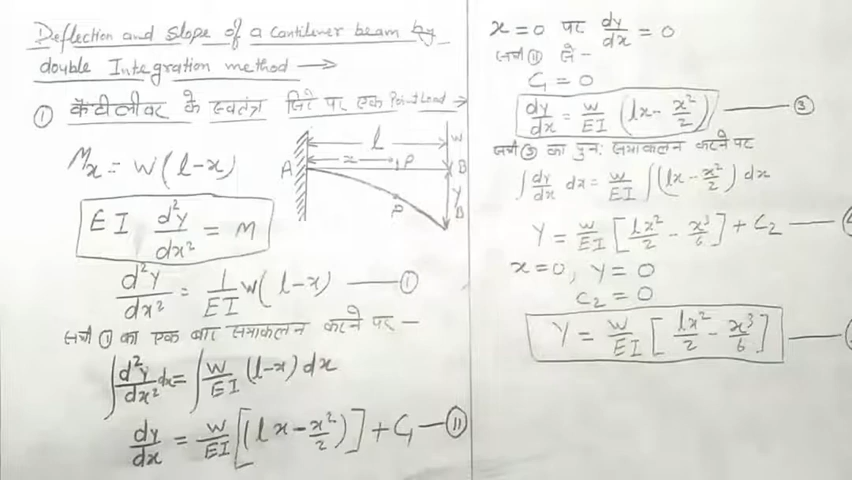 Deflection and slope of a cantilever beam by
double Integration method →
① कैंटीलीवर के स्वतंत्र सिरे पर एक Point Load →
Mx = W(l-x)
l
x
P
W
A
B
Y
P
B
EI d²y/dx² = M
d²y/dx² = 1/EI W(l-x) — ①
समी ① का एक बार समाकलन करने पर —
∫d²y/dx² dx = ∫W/EI (l-x) dx
dy/dx = W/EI [(lx - x²/2)] + C₁ — ⑪
x=0 पर dy/dx = 0
समी ⑪ से -
C₁ = 0
dy/dx = W/EI (lx - x²/2) — ③
समी ③ का पुनः समाकलन करने पर
∫dy/dx dx = W/EI ∫(lx - x²/2) dx
Y = W/EI [lx²/2 - x³/6] + C₂ —
x=0, Y=0
C₂ = 0
Y = W/EI [lx²/2 - x³/6] —